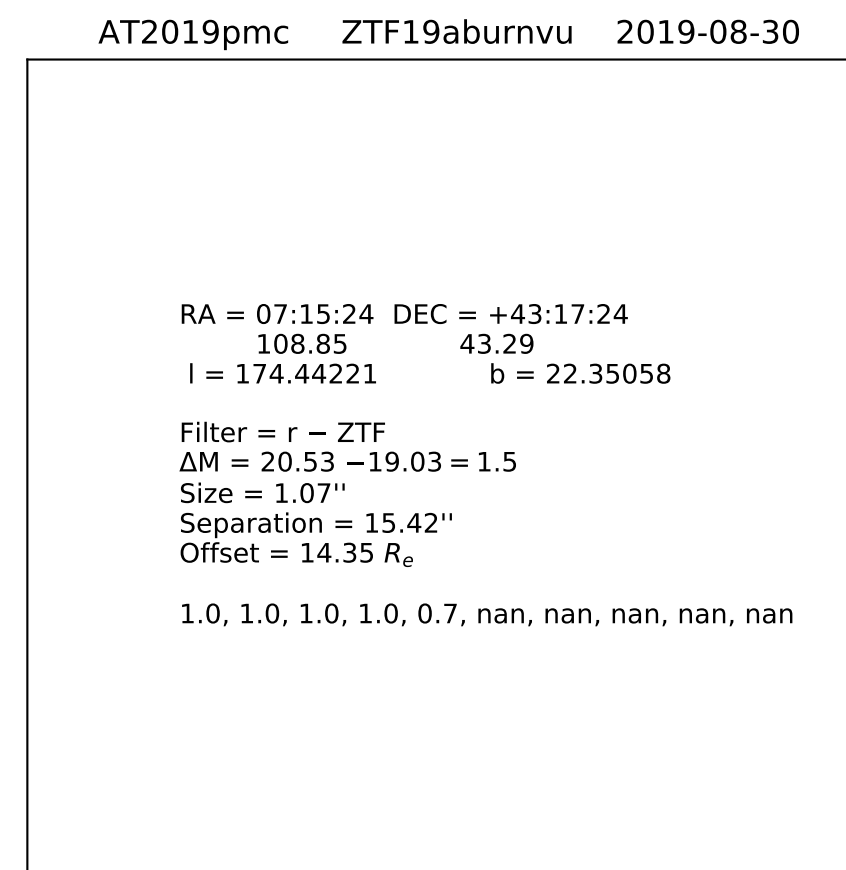 AT2019pmc ZTF19aburnvu 2019-08-30
RA = 07:15:24 DEC = +43:17:24
108.85 43.29
l = 174.44221 b = 22.35058
Filter = r − ZTF
ΔM = 20.53 −19.03 = 1.5
Size = 1.07''
Separation = 15.42''
Offset = 14.35 Rₑ
1.0, 1.0, 1.0, 1.0, 0.7, nan, nan, nan, nan, nan